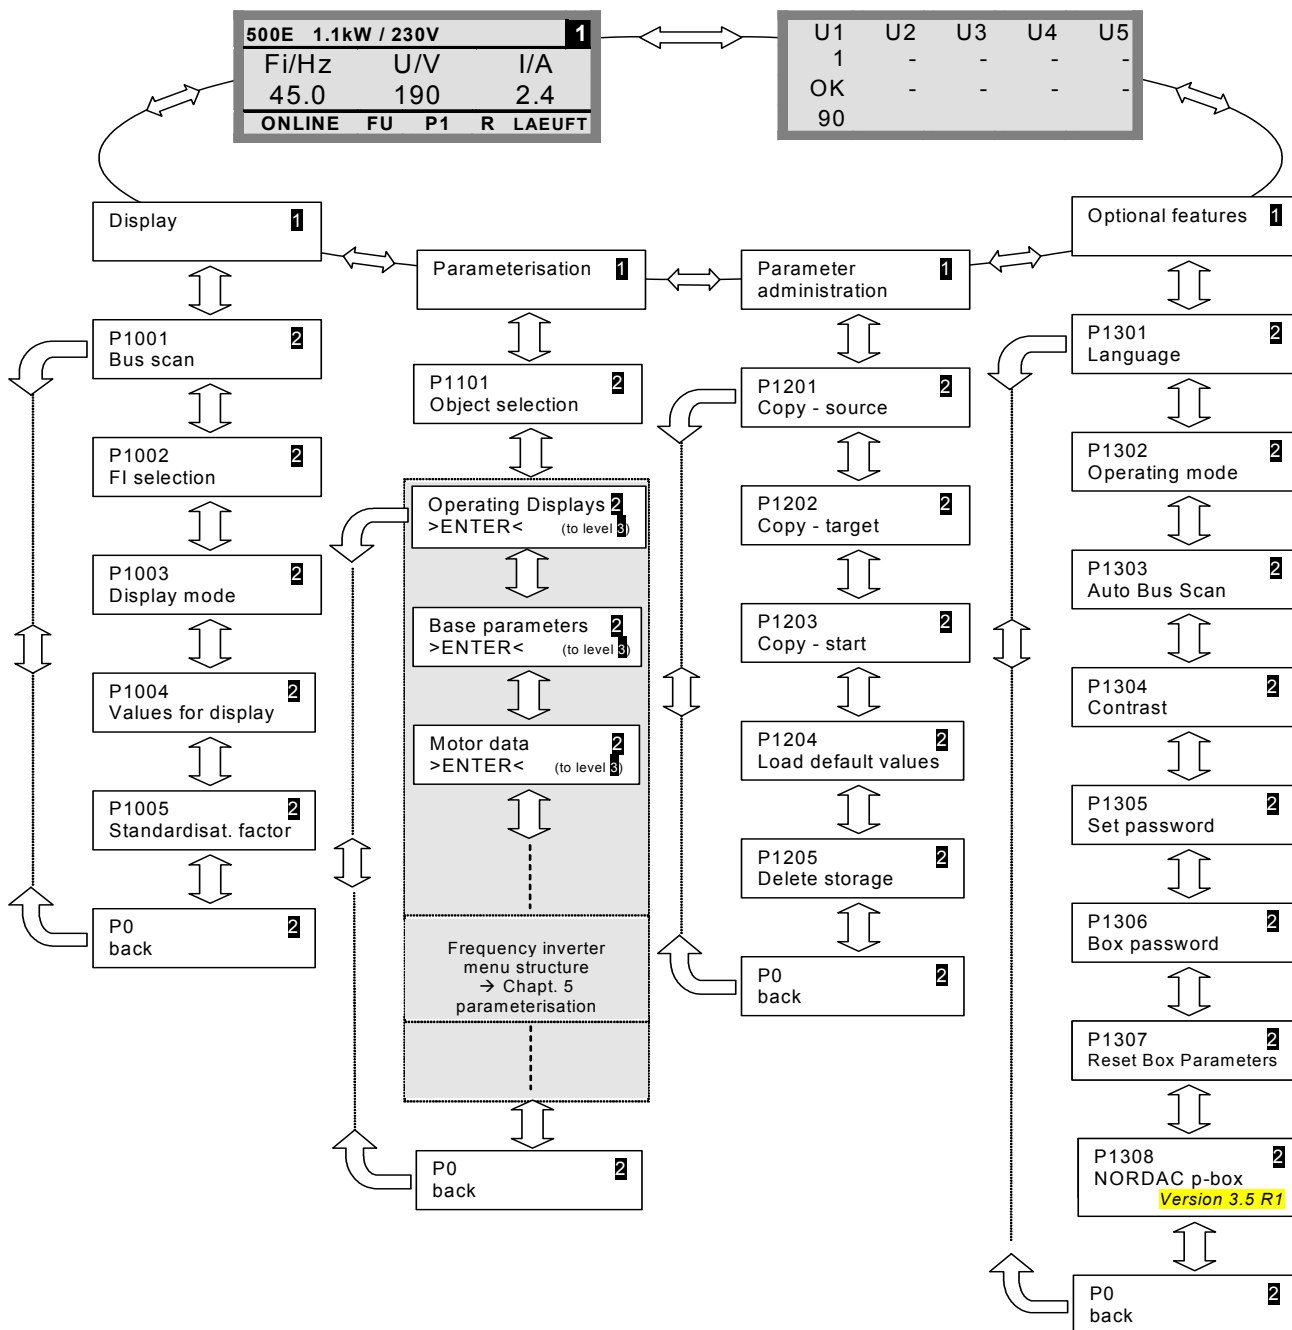 500E 1.1kW / 230V 1
Fi/Hz U/V I/A
45.0 190 2.4
ONLINE FU P1 R LAEUFT
U1 U2 U3 U4 U5
1 - - - -
OK - - - -
90
Display 1
P1001 2
Bus scan
P1002 2
FI selection
P1003 2
Display mode
P1004 2
Values for display
P1005 2
Standardisat. factor
P0 2
back
Parameterisation 1
P1101 2
Object selection
Operating Displays 2
>ENTER< (to level 3)
Base parameters 2
>ENTER< (to level 3)
Motor data 2
>ENTER< (to level 3)
Frequency inverter
menu structure
→ Chapt. 5
parameterisation
P0 2
back
Parameter 1
administration
P1201 2
Copy - source
P1202 2
Copy - target
P1203 2
Copy - start
P1204 2
Load default values
P1205 2
Delete storage
P0 2
back
Optional features 1
P1301 2
Language
P1302 2
Operating mode
P1303 2
Auto Bus Scan
P1304 2
Contrast
P1305 2
Set password
P1306 2
Box password
P1307 2
Reset Box Parameters
P1308 2
NORDAC p-box
Version 3.5 R1
P0 2
back